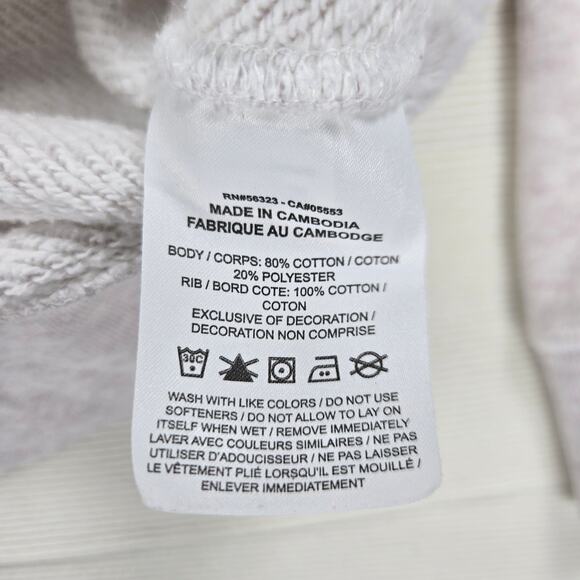 RN#56323 - CA#05553
MADE IN CAMBODIA
FABRIQUE AU CAMBODGE
BODY / CORPS: 80% COTTON / COTON
20% POLYESTER
RIB / BORD COTE: 100% COTTON /
COTON
EXCLUSIVE OF DECORATION /
DECORATION NON COMPRISE
30C
WASH WITH LIKE COLORS / DO NOT USE
SOFTENERS / DO NOT ALLOW TO LAY ON
ITSELF WHEN WET / REMOVE IMMEDIATELY
LAVER AVEC COULEURS SIMILAIRES / NE PAS
UTILISER D'ADOUCISSEUR / NE PAS LAISSER
LE VÊTEMENT PLIÉ LORSQU'IL EST MOUILLÉ /
ENLEVER IMMEDIATEMENT